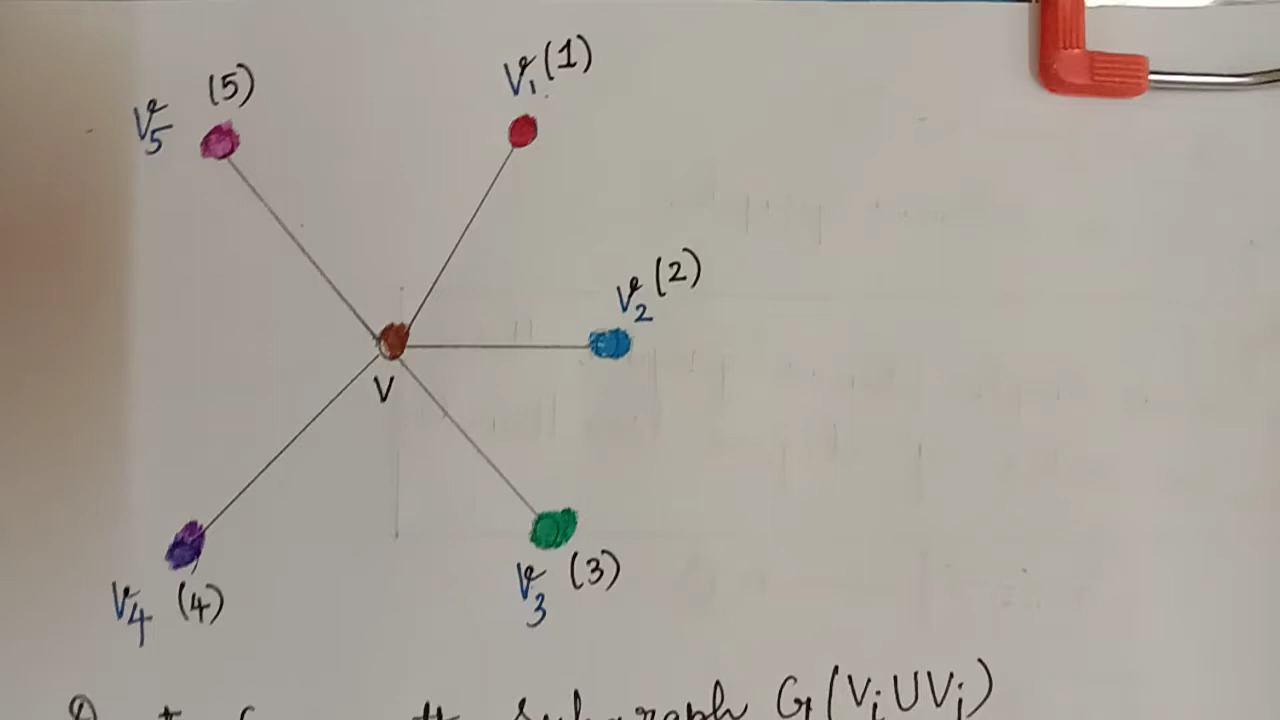 (5)
V₁(1)
V₅
V₂(2)
V
V₃ (3)
V₄ (4)
subgraph G(Vᵢ ∪ Vⱼ)